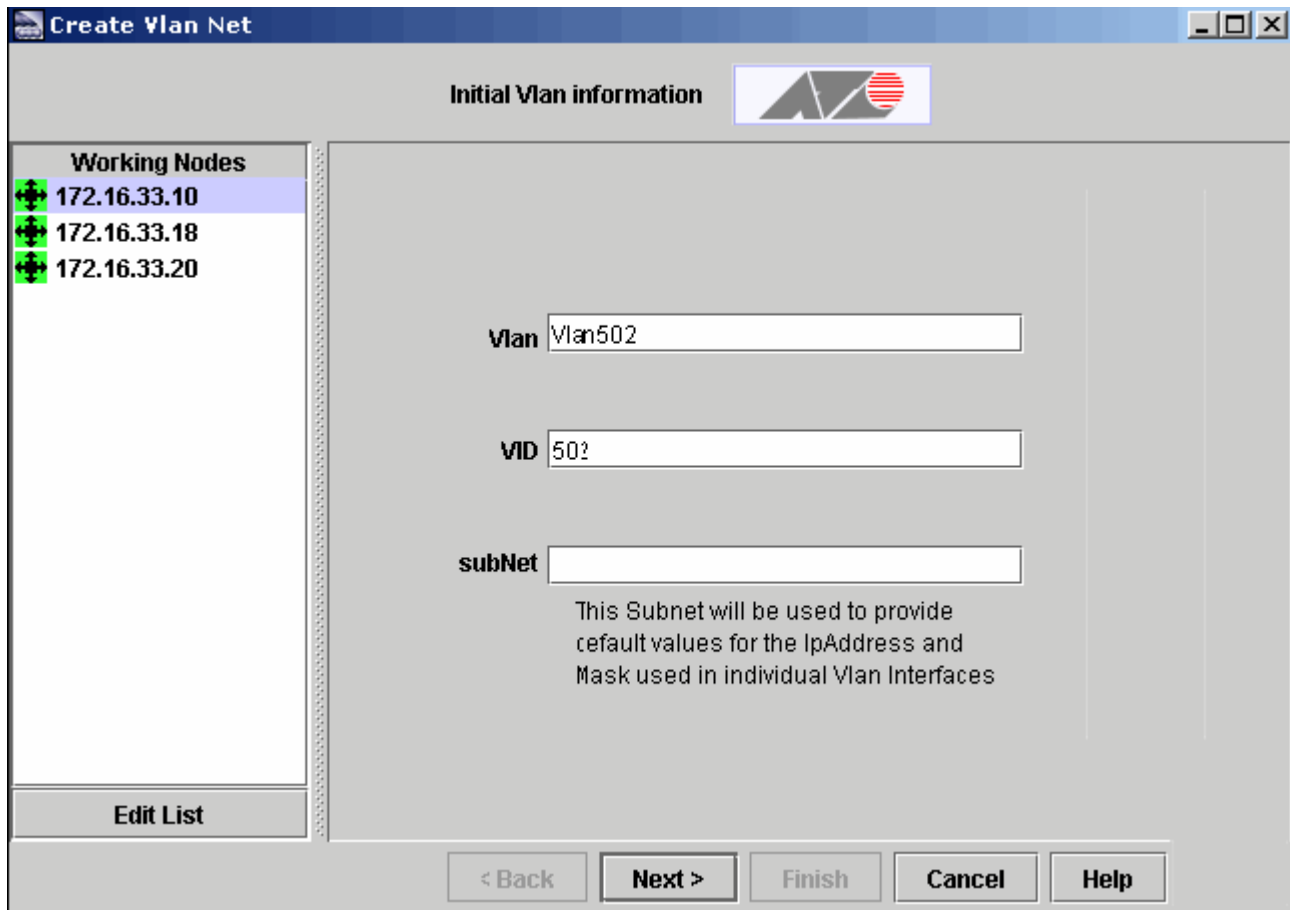 Create Vlan Net
Initial Vlan information
Working Nodes
172.16.33.10
172.16.33.18
172.16.33.20
Edit List
Vlan Vlan502
VID 502
subNet
This Subnet will be used to provide
cefault values for the IpAddress and
Mask used in individual Vlan Interfaces
< Back Next > Finish Cancel Help